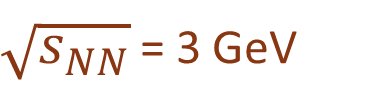 √s_NN = 3 GeV